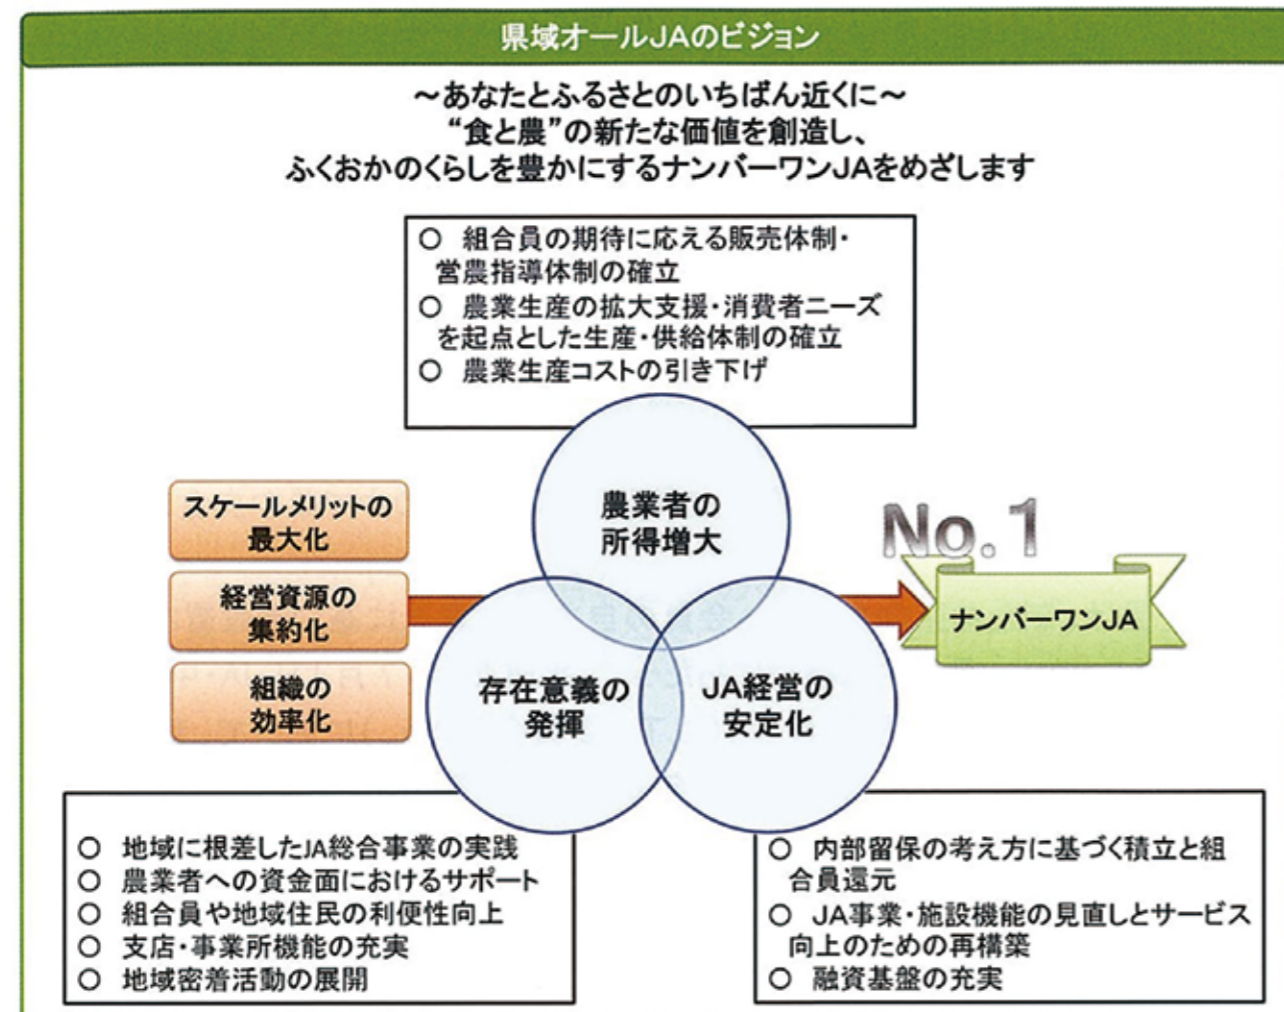 県域オールJAのビジョン
～あなたとふるさとのいちばん近くに～
“食と農”の新たな価値を創造し、
ふくおかのくらしを豊かにするナンバーワンJAをめざします
○ 組合員の期待に応える販売体制・
営農指導体制の確立
○ 農業生産の拡大支援・消費者ニーズ
を起点とした生産・供給体制の確立
○ 農業生産コストの引き下げ
農業者の
所得増大
スケールメリットの
最大化
経営資源の
集約化
組織の
効率化
存在意義の
発揮
JA経営の
安定化
No.1
ナンバーワンJA
○ 地域に根差したJA総合事業の実践
○ 農業者への資金面におけるサポート
○ 組合員や地域住民の利便性向上
○ 支店・事業所機能の充実
○ 地域密着活動の展開
○ 内部留保の考え方に基づく積立と組
合員還元
○ JA事業・施設機能の見直しとサービス
向上のための再構築
○ 融資基盤の充実